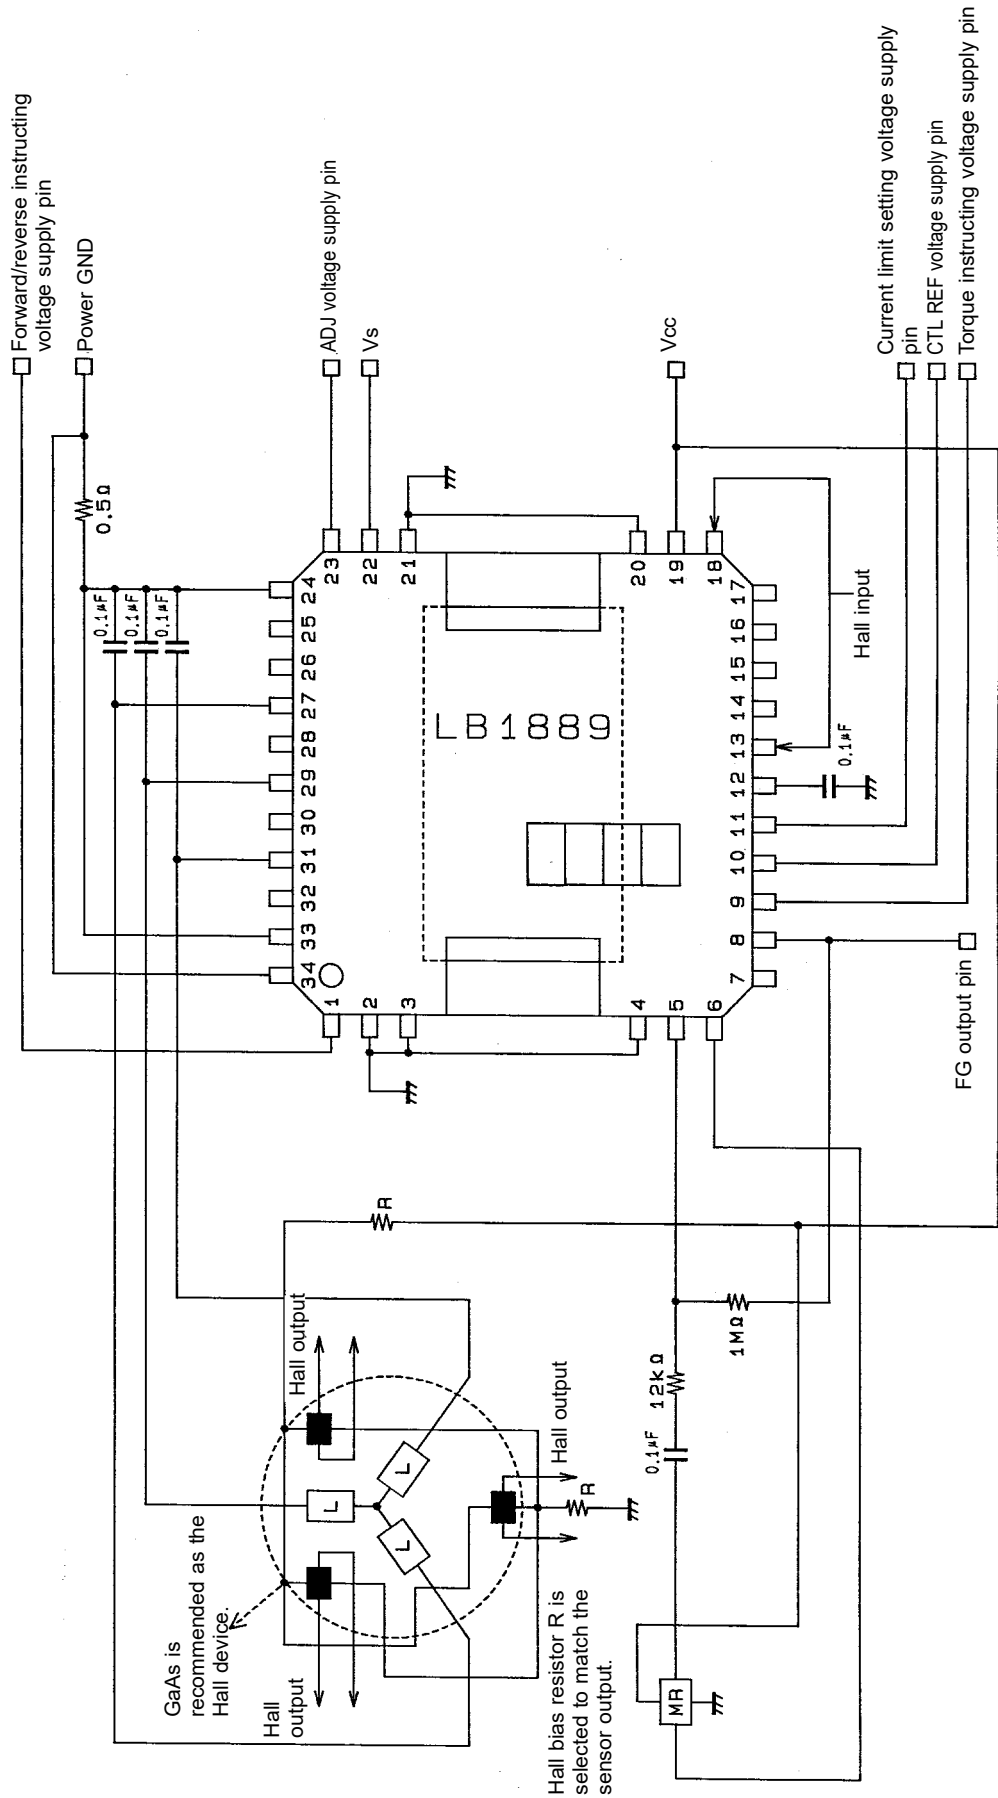 Forward/reverse instructing
voltage supply pin
Power GND
0.5Ω
0.1μF
0.1μF
0.1μF
ADJ voltage supply pin
Vs
Vcc
Current limit setting voltage supply
pin
CTL REF voltage supply pin
Torque instructing voltage supply pin
34 33 32 31 30 29 28 27 26 25 24
23
22
21
20
19
18
1
2
3
4
5
6
7 8 9 10 11 12 13 14 15 16 17
LB1889
Hall input
0.1μF
FG output pin
R
Hall output
GaAs is
recommended as the
Hall device.
Hall
output
L
L
L
Hall output
R
Hall bias resistor R is
selected to match the
sensor output.
0.1μF
12kΩ
1MΩ
MR